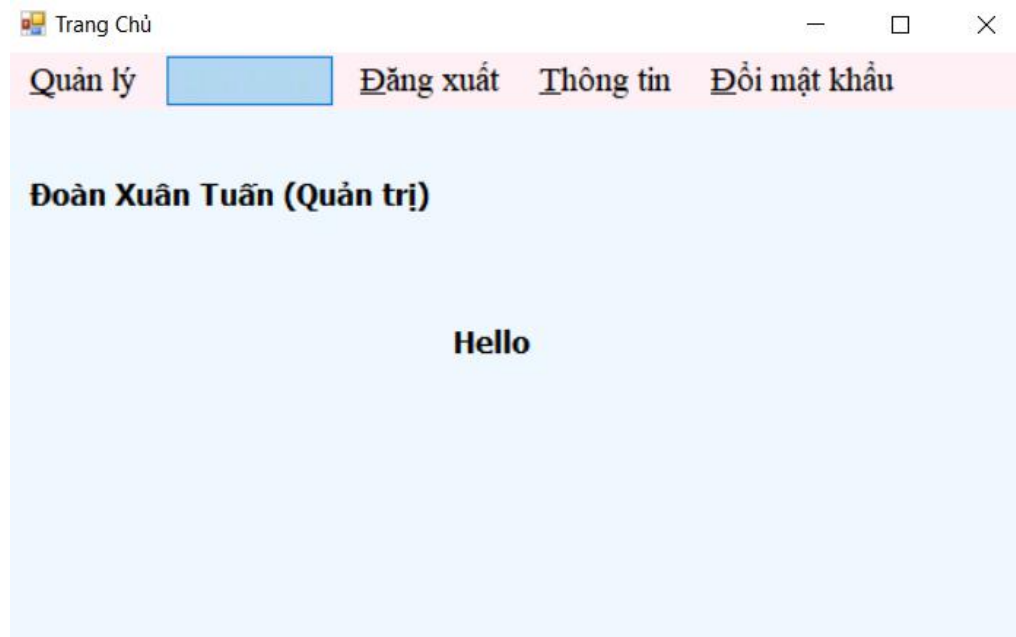 Trang Chủ
Quản lý Đăng xuất Thông tin Đổi mật khẩu
Đoàn Xuân Tuấn (Quản trị)
Hello